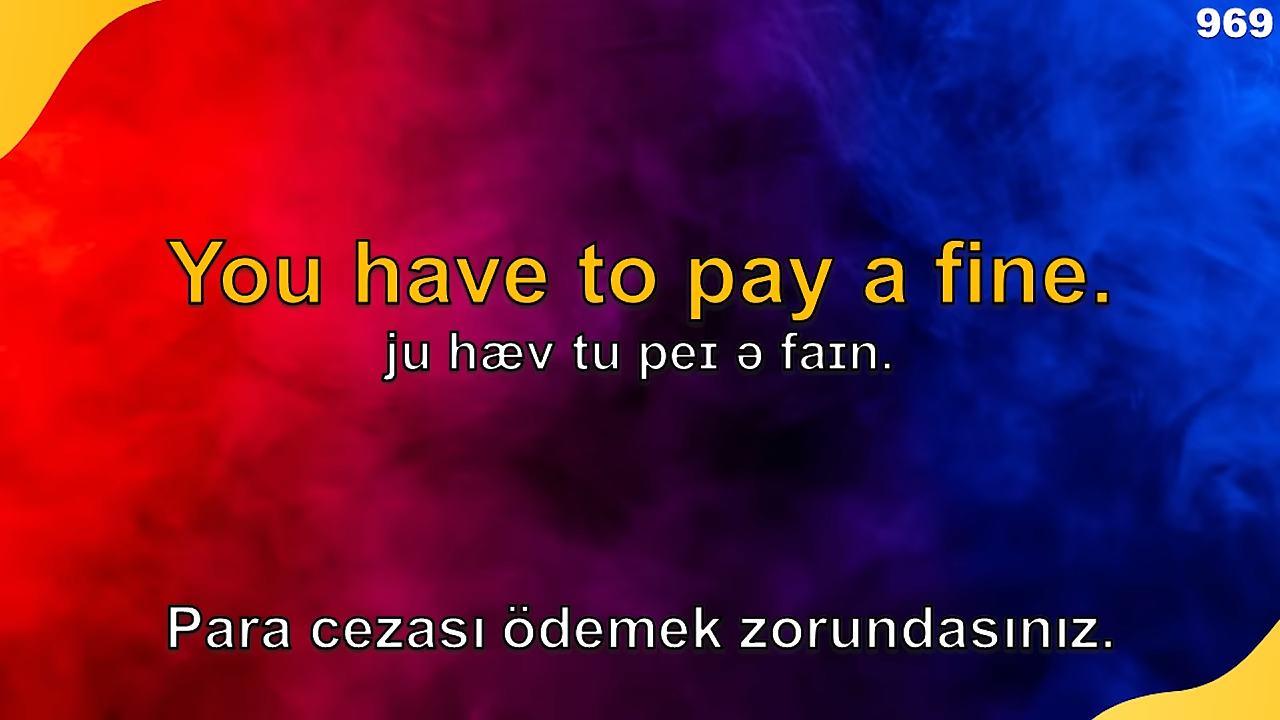 969
You have to pay a fine.
ju hæv tu peɪ ə faɪn.
Para cezası ödemek zorundasınız.